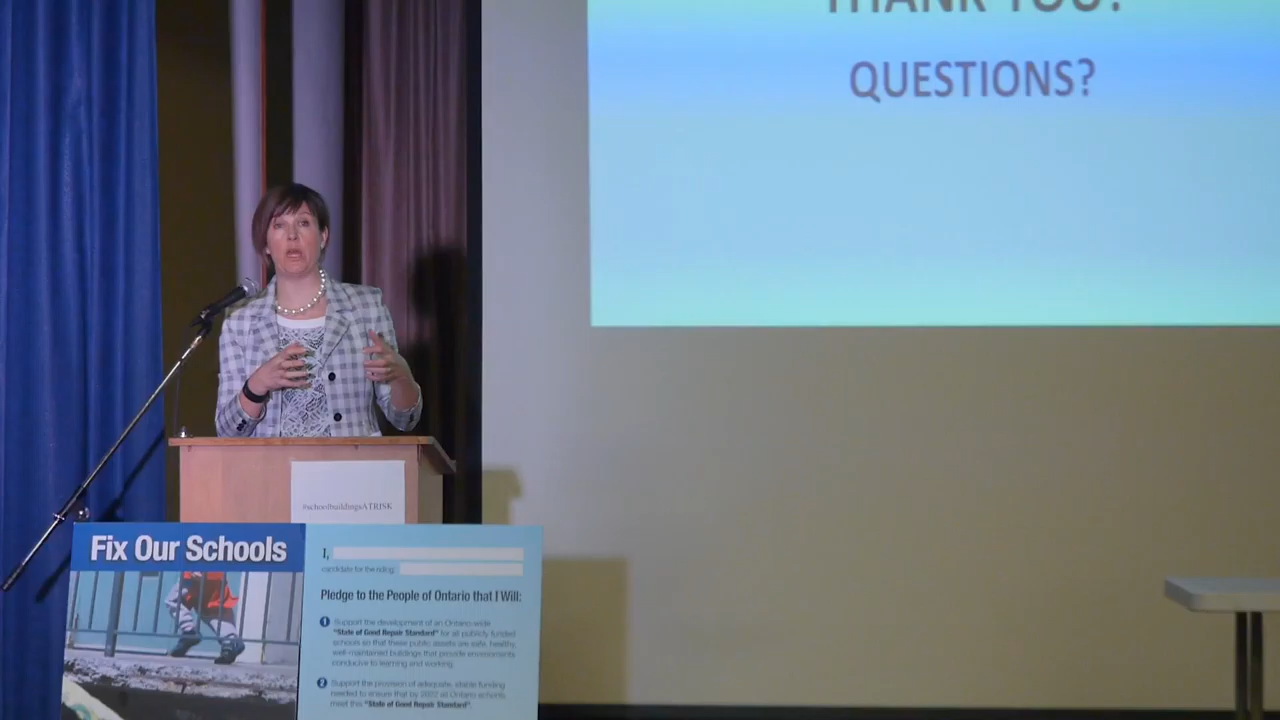 THANK YOU!
QUESTIONS?
#schoolbuildingsATRISK
Fix Our Schools
I,
candidate for the riding:
Pledge to the People of Ontario that I Will:
1 Support the development of an Ontario-wide
"State of Good Repair Standard" for all publicly funded
schools so that these public assets are safe, healthy,
well-maintained buildings that provide environments
conducive to learning and working.
2 Support the provision of adequate, stable funding
needed to ensure that by 2022 all Ontario schools
meet this "State of Good Repair Standard".